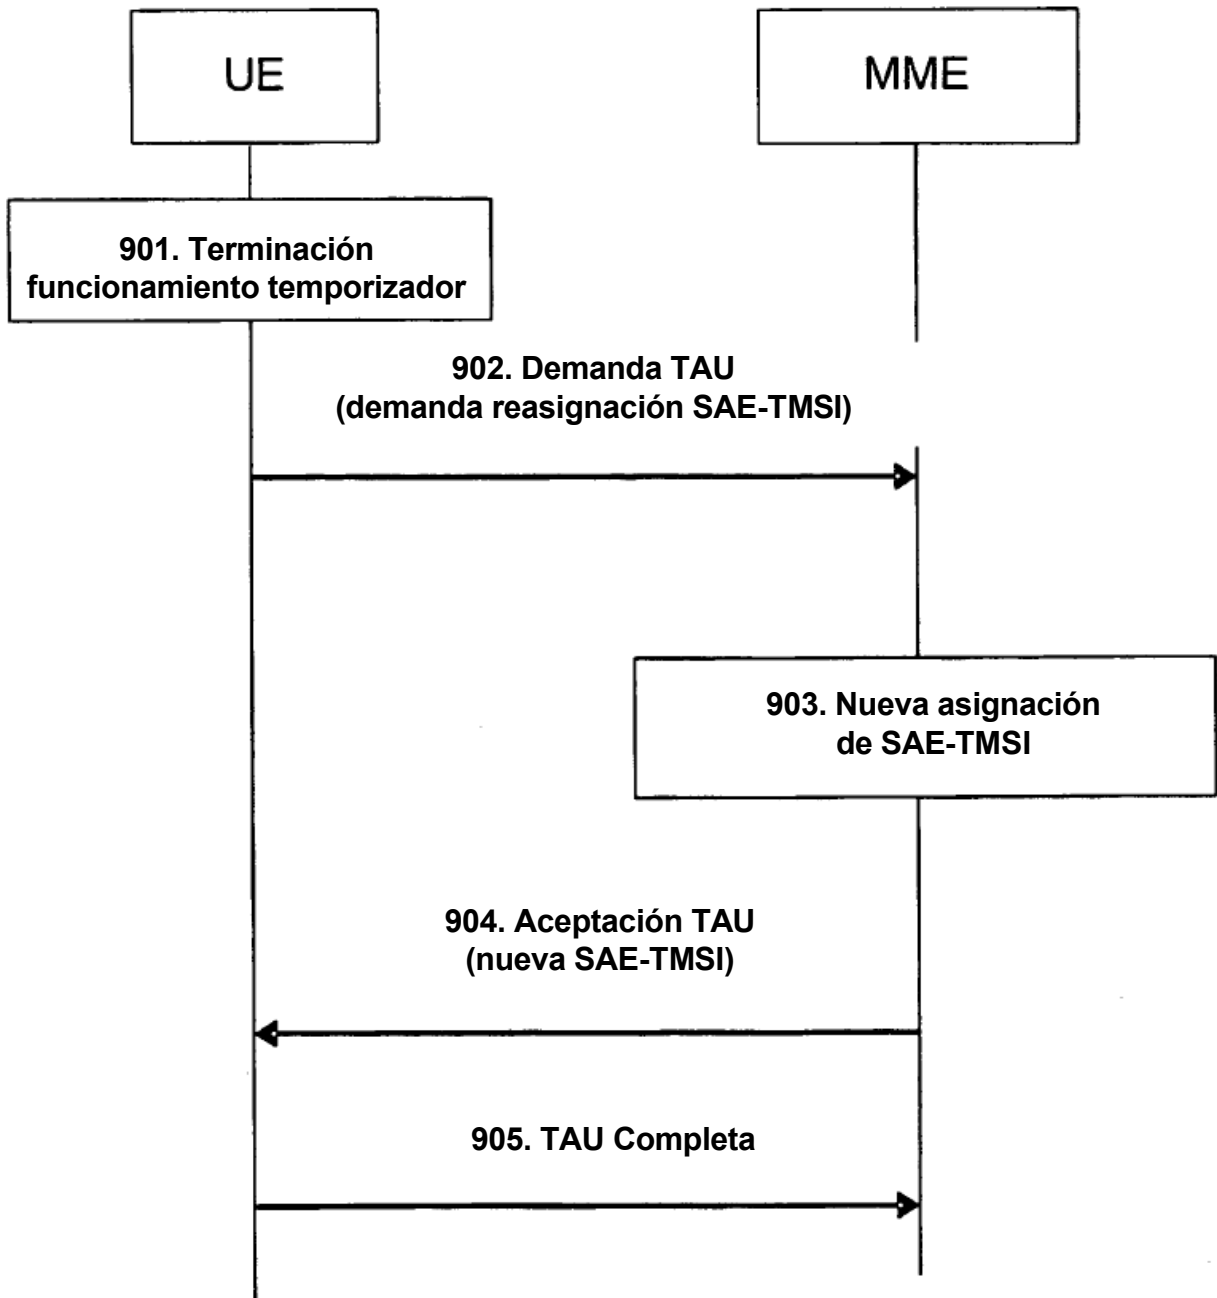 UE
MME
901. Terminación
funcionamiento temporizador
902. Demanda TAU
(demanda reasignación SAE-TMSI)
903. Nueva asignación
de SAE-TMSI
904. Aceptación TAU
(nueva SAE-TMSI)
905. TAU Completa